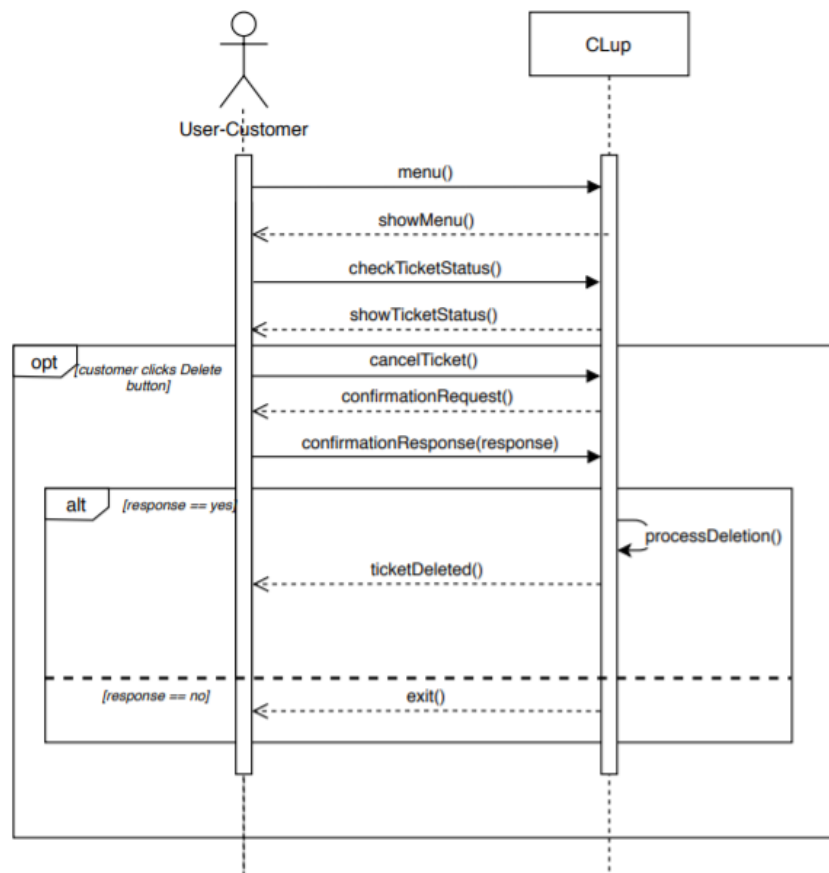 CLup
User-Customer
menu()
showMenu()
checkTicketStatus()
showTicketStatus()
opt
[customer clicks Delete
button]
cancelTicket()
confirmationRequest()
confirmationResponse(response)
alt
[response == yes]
processDeletion()
ticketDeleted()
[response == no]
exit()